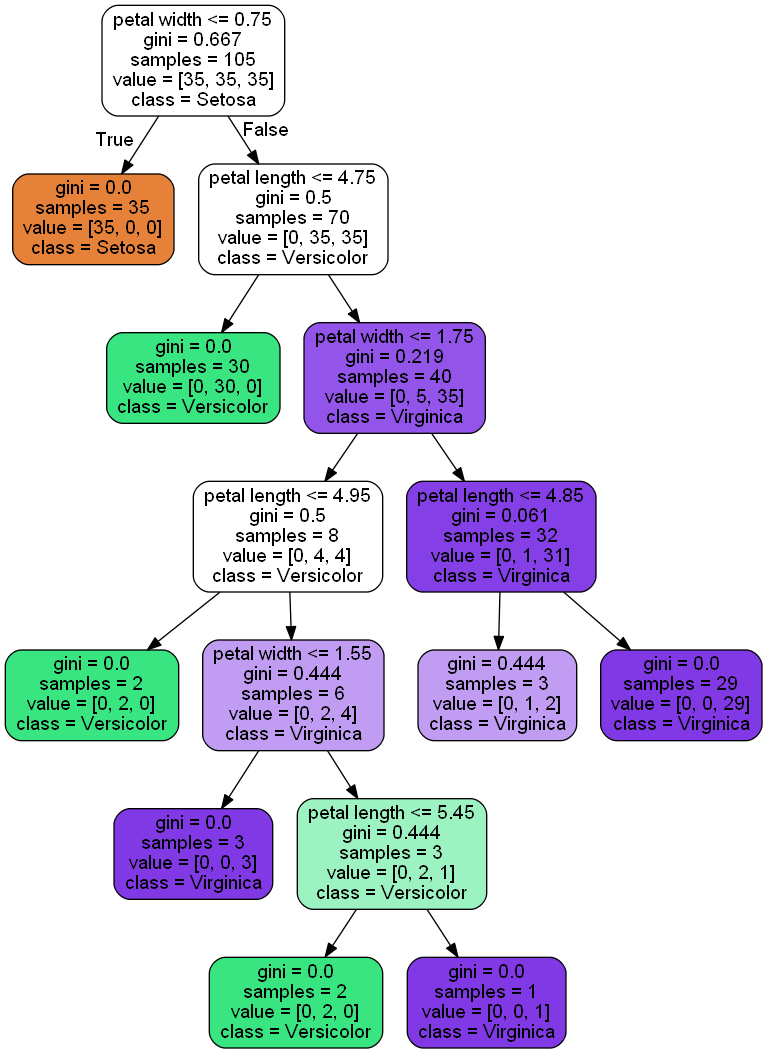 petal width <= 0.75
gini = 0.667
samples = 105
value = [35, 35, 35]
class = Setosa
True
False
gini = 0.0
samples = 35
value = [35, 0, 0]
class = Setosa
petal length <= 4.75
gini = 0.5
samples = 70
value = [0, 35, 35]
class = Versicolor
gini = 0.0
samples = 30
value = [0, 30, 0]
class = Versicolor
petal width <= 1.75
gini = 0.219
samples = 40
value = [0, 5, 35]
class = Virginica
petal length <= 4.95
gini = 0.5
samples = 8
value = [0, 4, 4]
class = Versicolor
petal length <= 4.85
gini = 0.061
samples = 32
value = [0, 1, 31]
class = Virginica
gini = 0.0
samples = 2
value = [0, 2, 0]
class = Versicolor
petal width <= 1.55
gini = 0.444
samples = 6
value = [0, 2, 4]
class = Virginica
gini = 0.444
samples = 3
value = [0, 1, 2]
class = Virginica
gini = 0.0
samples = 29
value = [0, 0, 29]
class = Virginica
gini = 0.0
samples = 3
value = [0, 0, 3]
class = Virginica
petal length <= 5.45
gini = 0.444
samples = 3
value = [0, 2, 1]
class = Versicolor
gini = 0.0
samples = 2
value = [0, 2, 0]
class = Versicolor
gini = 0.0
samples = 1
value = [0, 0, 1]
class = Virginica